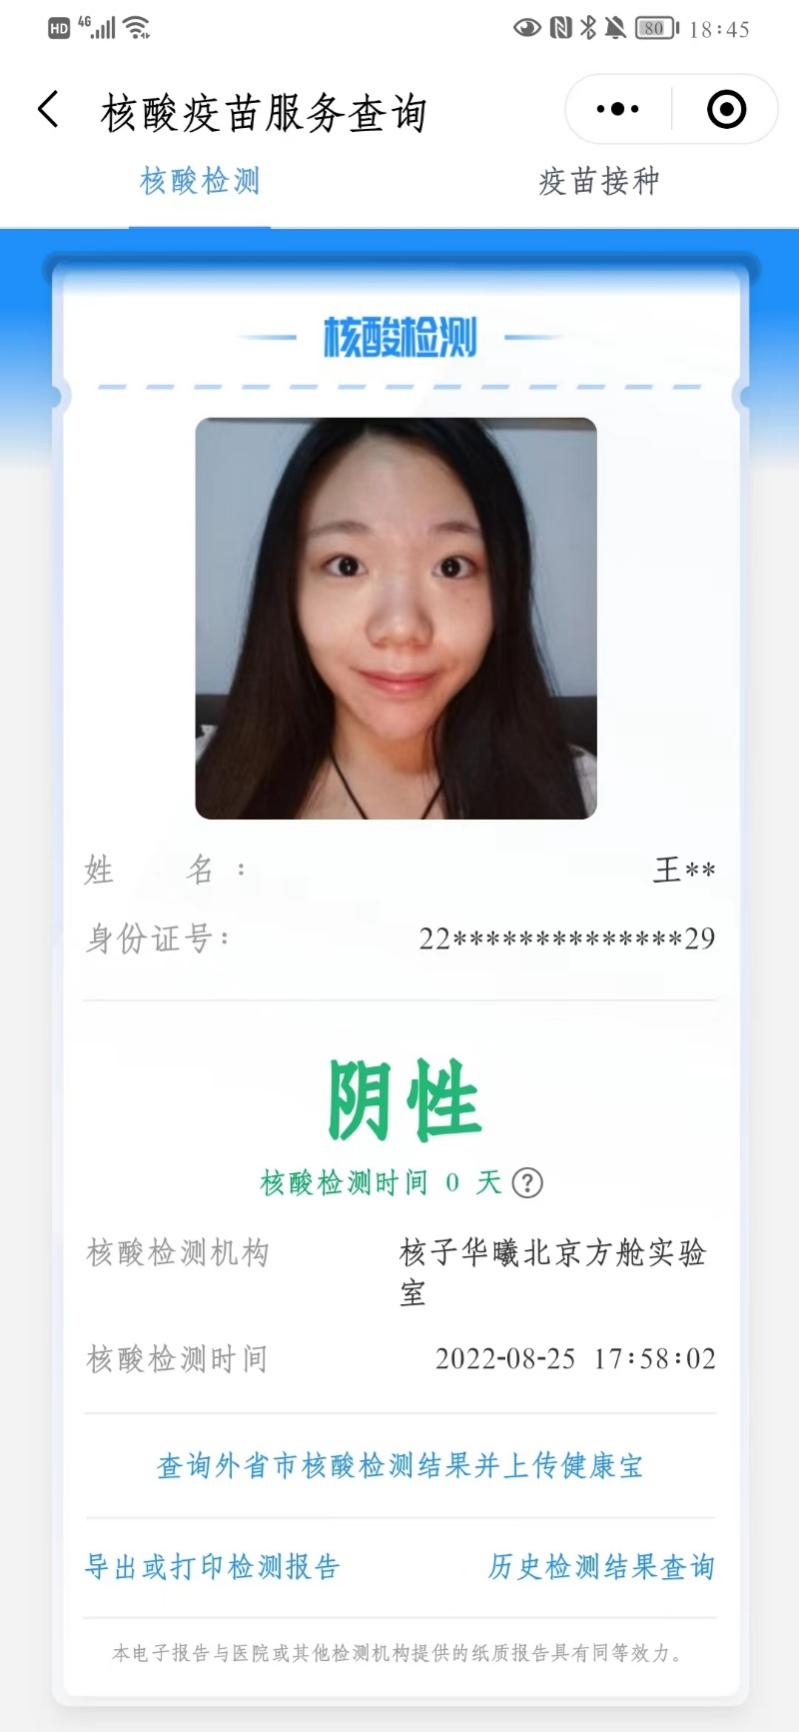 HD 4G 80 18:45
核酸疫苗服务查询
核酸检测 疫苗接种
核酸检测
姓 名：王**
身份证号：22**************29
阴性
核酸检测时间 0 天 ?
核酸检测机构 核子华曦北京方舱实验
室
核酸检测时间 2022-08-25 17:58:02
查询外省市核酸检测结果并上传健康宝
导出或打印检测报告 历史检测结果查询
本电子报告与医院或其他检测机构提供的纸质报告具有同等效力。